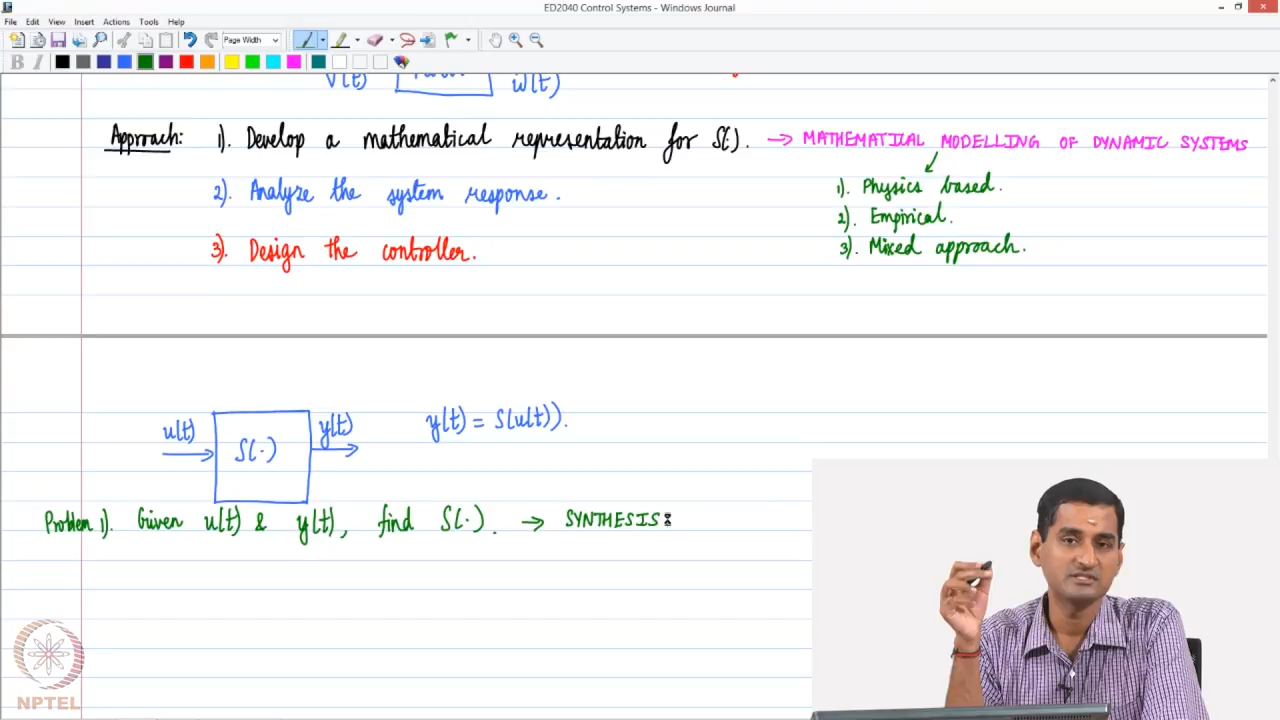 ED2040 Control Systems - Windows Journal
File Edit View Insert Actions Tools Help
Page Width
B I
V(t) ẇ(t)
Approach: 1). Develop a mathematical representation for S(.). → MATHEMATICAL MODELLING OF DYNAMIC SYSTEMS
1). Physics based.
2). Analyze the system response.
2). Empirical.
3). Design the controller.
3). Mixed approach.
u(t) S(.) y(t) y(t) = S(u(t)).
Problem 1). Given u(t) & y(t), find S(.). → SYNTHESIS
NPTEL